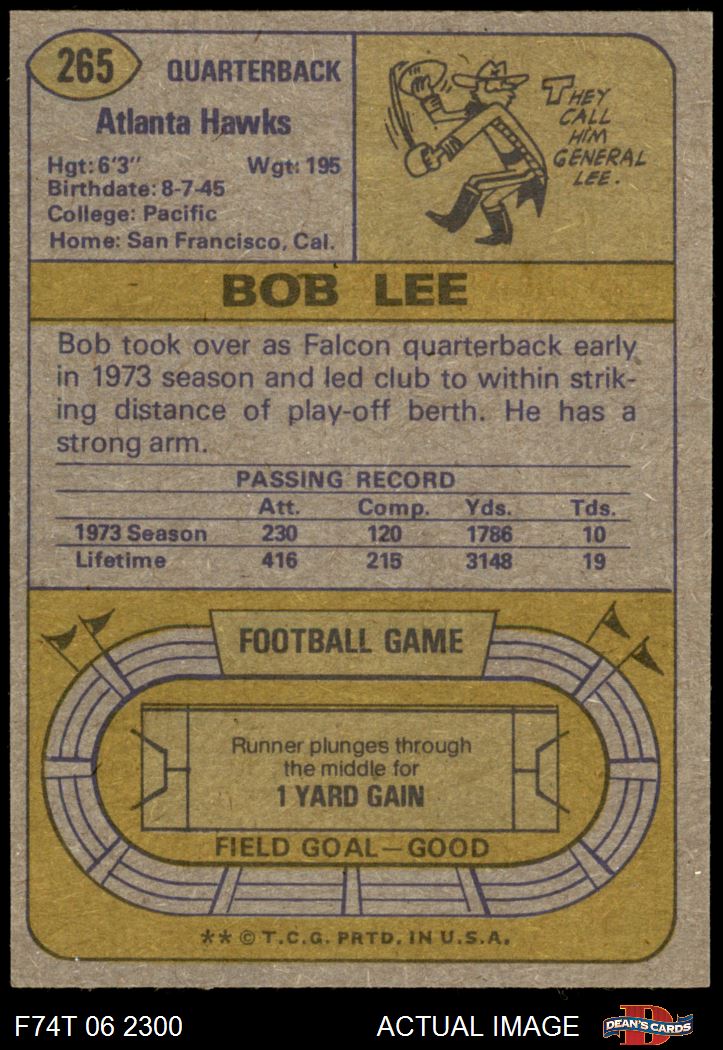 265
QUARTERBACK
Atlanta Hawks
Hgt: 6'3" Wgt: 195
Birthdate: 8-7-45
College: Pacific
Home: San Francisco, Cal.
THEY
CALL
HIM
GENERAL
LEE.
BOB LEE
Bob took over as Falcon quarterback early
in 1973 season and led club to within strik-
ing distance of play-off berth. He has a
strong arm.
PASSING RECORD
Att. Comp. Yds. Tds.
1973 Season 230 120 1786 10
Lifetime 416 215 3148 19
FOOTBALL GAME
Runner plunges through
the middle for
1 YARD GAIN
FIELD GOAL—GOOD
** © T.C.G. PRTD. IN U.S.A.
F74T 06 2300 ACTUAL IMAGE
D
DEAN'S CARDS